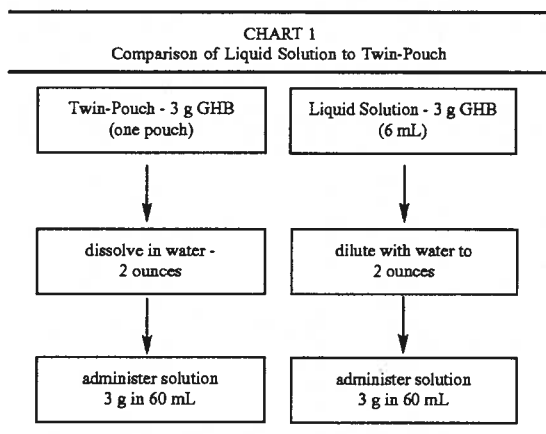 CHART 1
Comparison of Liquid Solution to Twin-Pouch
Twin-Pouch - 3 g GHB
(one pouch)
Liquid Solution - 3 g GHB
(6 mL)
dissolve in water -
2 ounces
dilute with water to
2 ounces
administer solution
3 g in 60 mL
administer solution
3 g in 60 mL